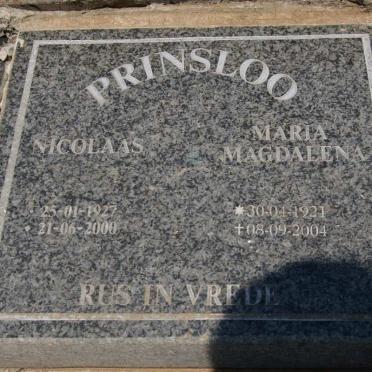 PRINSLOO
NICOLAAS
25-01-1927
21-06-2000
MARIA
MAGDALENA
* 30-04-1921
✝ 08-09-2004
RUS IN VREDE